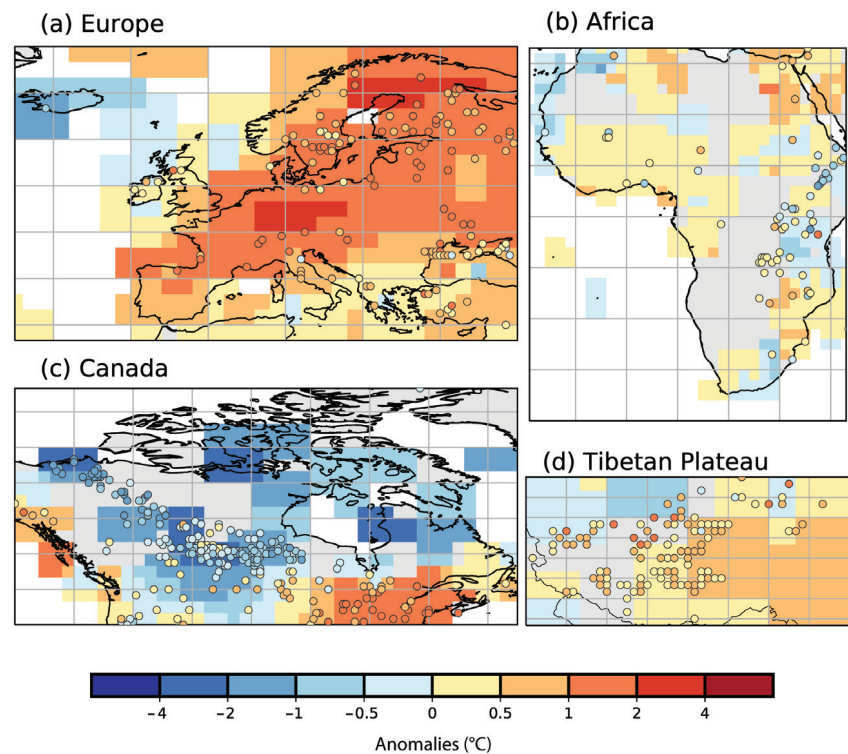 (a) Europe
(b) Africa
(c) Canada
(d) Tibetan Plateau
-4 -2 -1 -0.5 0 0.5 1 2 4
Anomalies (°C)